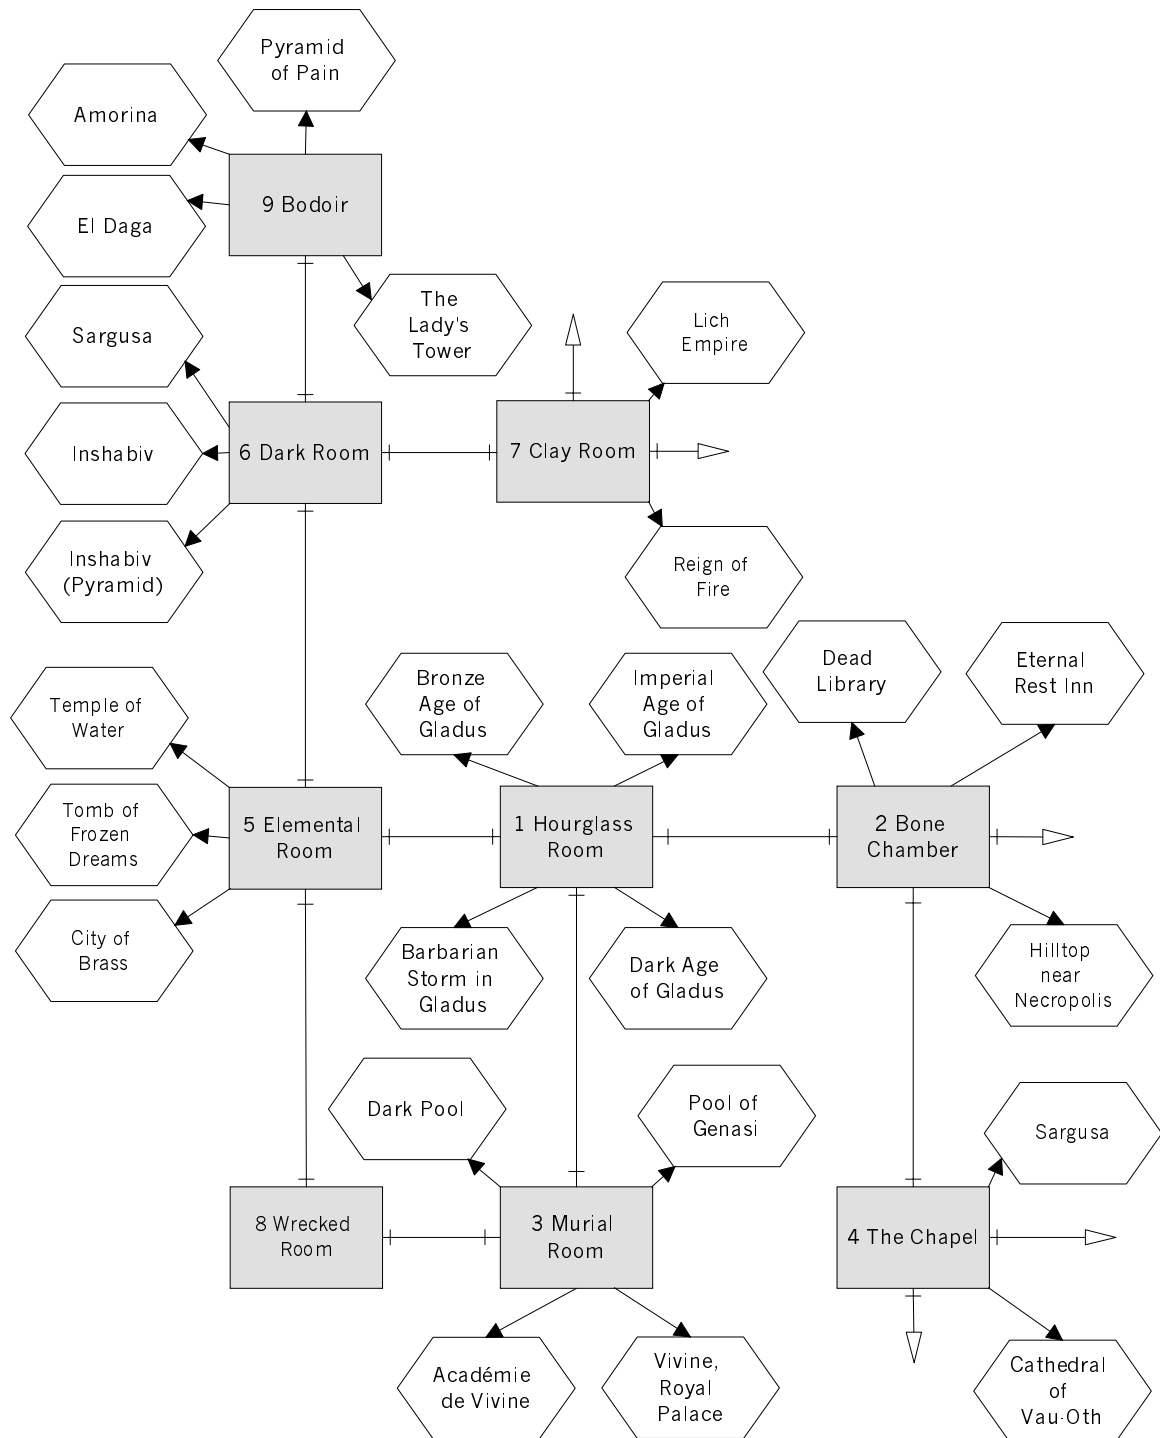 Pyramid
of Pain
Amorina
9 Bodoir
El Daga
The
Lady's
Tower
Sargusa
Lich
Empire
6 Dark Room
7 Clay Room
Inshabiv
Inshabiv
(Pyramid)
Reign of
Fire
Bronze
Age of
Gladus
Imperial
Age of
Gladus
Dead
Library
Eternal
Rest Inn
Temple of
Water
Tomb of
Frozen
Dreams
5 Elemental
Room
1 Hourglass
Room
2 Bone
Chamber
City of
Brass
Barbarian
Storm in
Gladus
Dark Age
of Gladus
Hilltop
near
Necropolis
Dark Pool
Pool of
Genasi
Sargusa
8 Wrecked
Room
3 Murial
Room
4 The Chapel
Académie
de Vivine
Vivine,
Royal
Palace
Cathedral
of
Vau·Oth